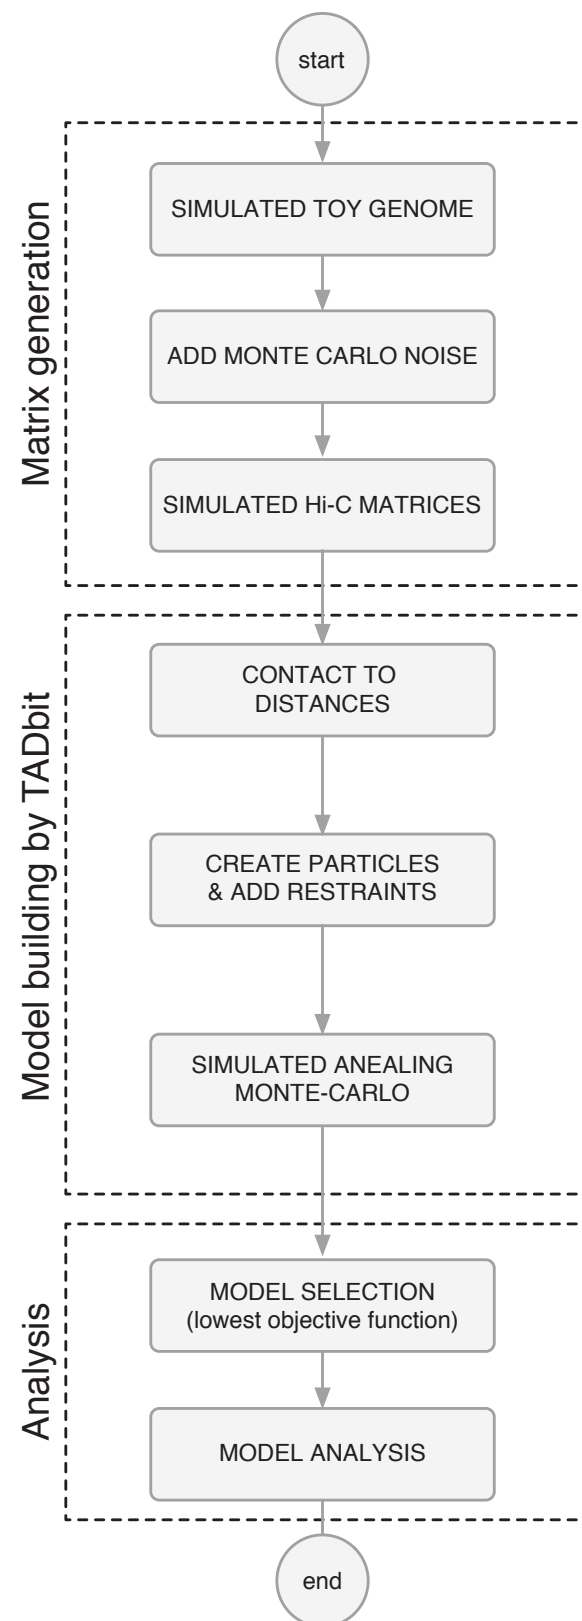 start
Matrix generation
SIMULATED TOY GENOME
ADD MONTE CARLO NOISE
SIMULATED Hi-C MATRICES
Model building by TADbit
CONTACT TO
DISTANCES
CREATE PARTICLES
& ADD RESTRAINTS
SIMULATED ANEALING
MONTE-CARLO
Analysis
MODEL SELECTION
(lowest objective function)
MODEL ANALYSIS
end